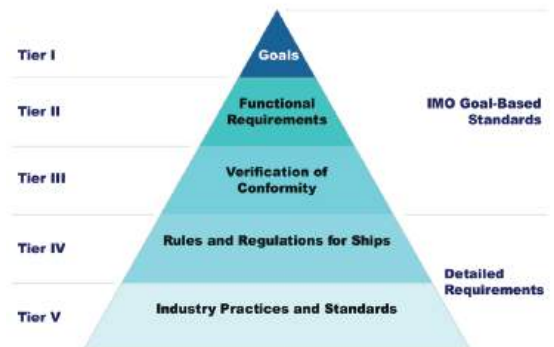 Tier I
Goals
Tier II
Functional
Requirements
IMO Goal-Based
Standards
Tier III
Verification of
Conformity
Tier IV
Rules and Regulations for Ships
Detailed
Requirements
Tier V
Industry Practices and Standards